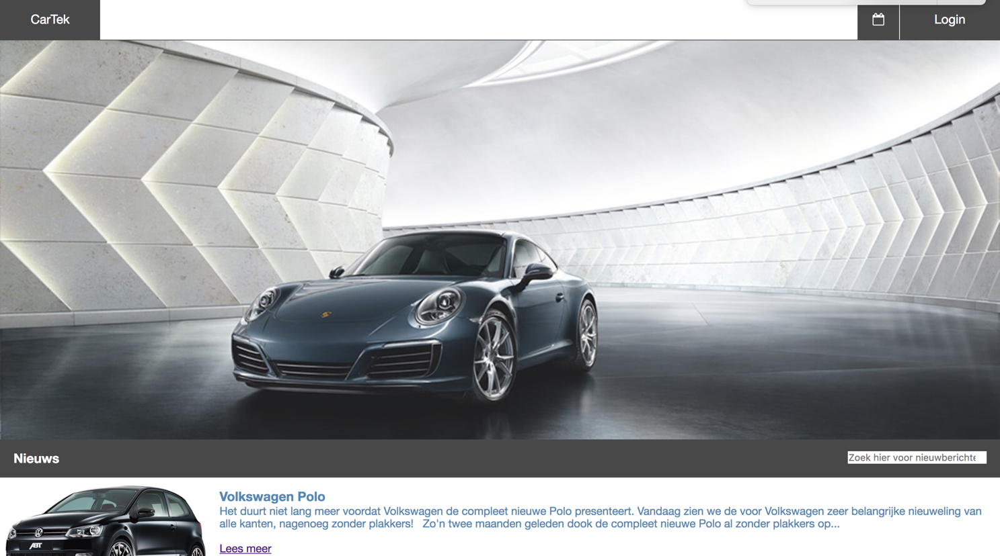 CarTek
Login
Nieuws
Zoek hier voor nieuwberichte
Volkswagen Polo
Het duurt niet lang meer voordat Volkswagen de compleet nieuwe Polo presenteert. Vandaag zien we de voor Volkswagen zeer belangrijke nieuweling van
alle kanten, nagenoeg zonder plakkers!   Zo'n twee maanden geleden dook de compleet nieuwe Polo al zonder plakkers op...
ABT
Lees meer